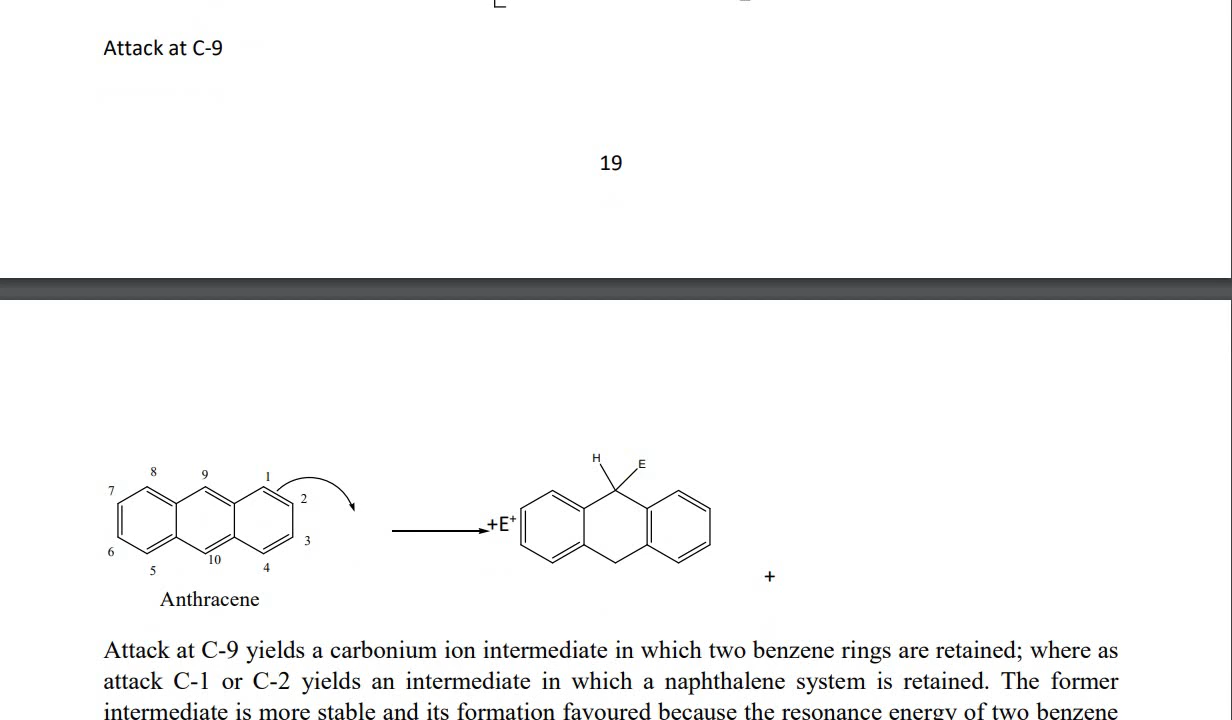 Attack at C-9
19
H
E
8
9
1
7
2
+E⁺
3
6
10
5
4
+
Anthracene
Attack at C-9 yields a carbonium ion intermediate in which two benzene rings are retained; where as
attack C-1 or C-2 yields an intermediate in which a naphthalene system is retained. The former
intermediate is more stable and its formation favoured because the resonance energy of two benzene